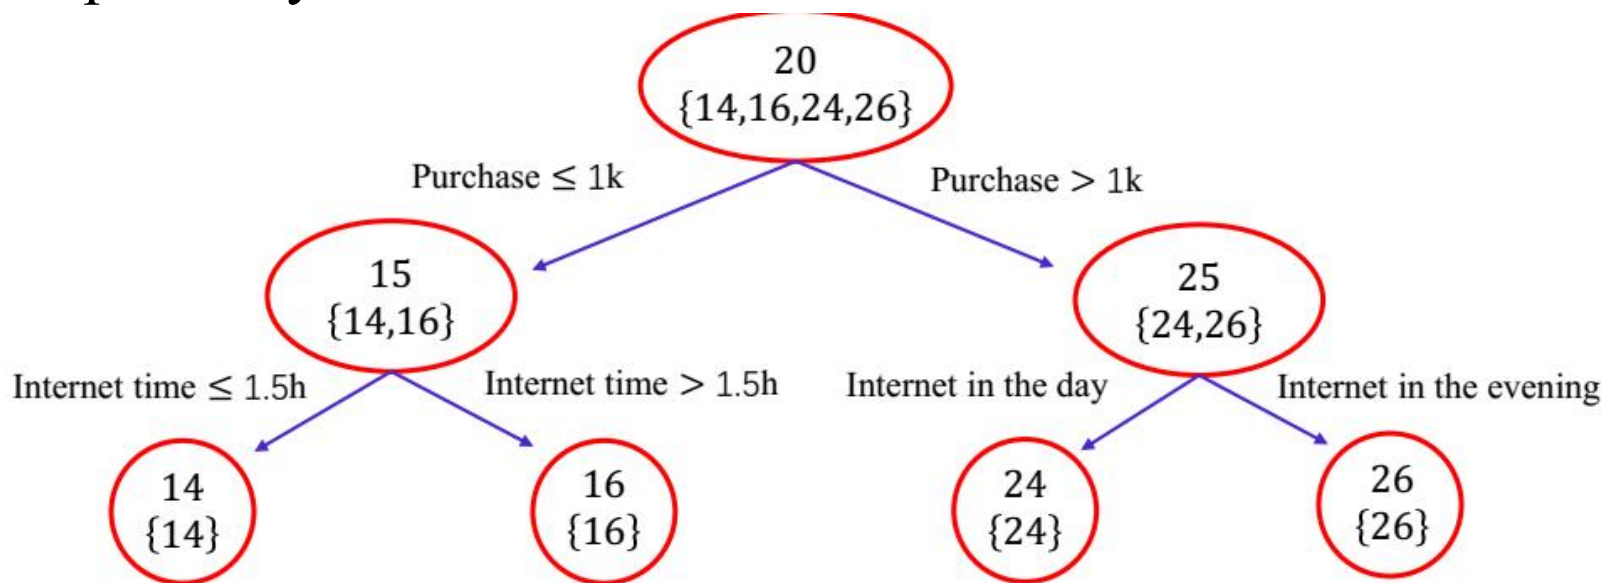 20
{14,16,24,26}
Purchase ≤ 1k
Purchase > 1k
15
{14,16}
25
{24,26}
Internet time ≤ 1.5h
Internet time > 1.5h
Internet in the day
Internet in the evening
14
{14}
16
{16}
24
{24}
26
{26}